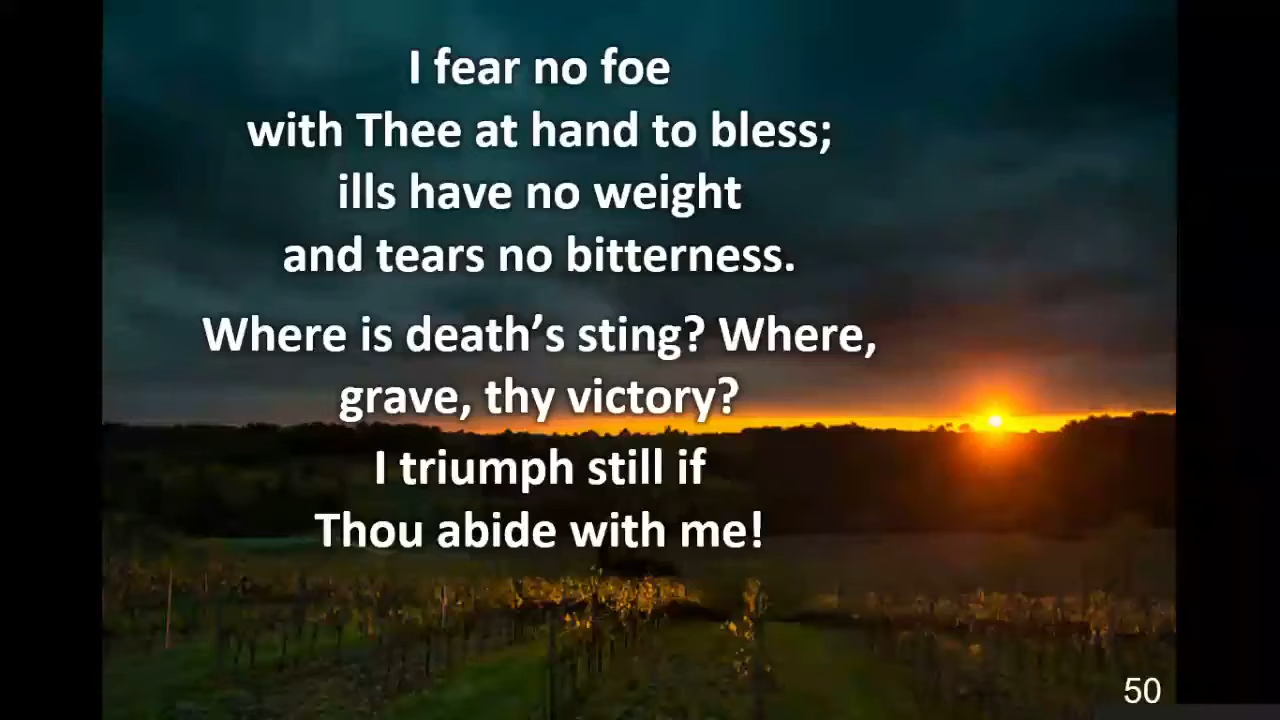 I fear no foe
with Thee at hand to bless;
ills have no weight
and tears no bitterness.
Where is death’s sting? Where,
grave, thy victory?
I triumph still if
Thou abide with me!
50